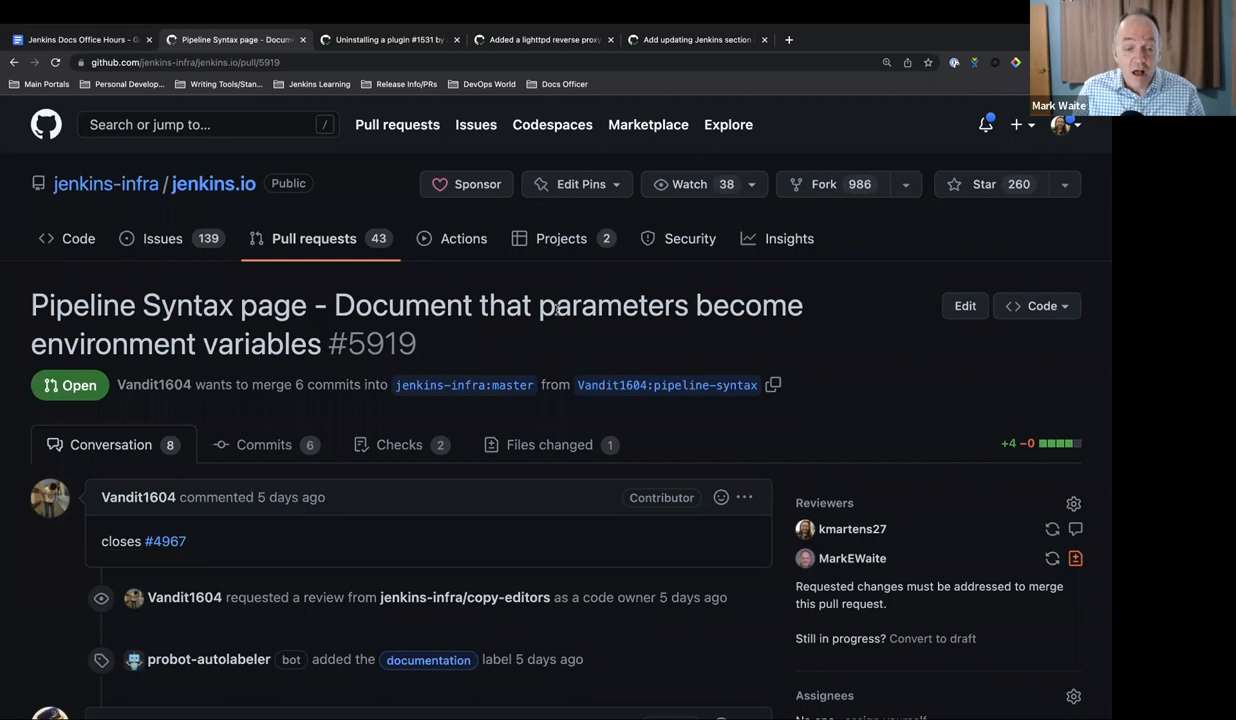 Jenkins Docs Office Hours - G
Pipeline Syntax page - Docum
Uninstalling a plugin #1531 by
Added a lighttpd reverse proxy
Add updating Jenkins section
github.com/jenkins-infra/jenkins.io/pull/5919
Main Portals
Personal Develop...
Writing Tools/Stan...
Jenkins Learning
Release Info/PRs
DevOps World
Docs Officer
Mark Waite
Search or jump to...
/
Pull requests
Issues
Codespaces
Marketplace
Explore
jenkins-infra / jenkins.io
Public
Sponsor
Edit Pins
Watch 38
Fork 986
Star 260
Code
Issues 139
Pull requests 43
Actions
Projects 2
Security
Insights
Pipeline Syntax page - Document that parameters become
environment variables #5919
Edit
Code
Open
Vandit1604 wants to merge 6 commits into jenkins-infra:master from Vandit1604:pipeline-syntax
Conversation 8
Commits 6
Checks 2
Files changed 1
+4 −0
Vandit1604 commented 5 days ago
Contributor
closes #4967
Vandit1604 requested a review from jenkins-infra/copy-editors as a code owner 5 days ago
probot-autolabeler bot added the documentation label 5 days ago
Reviewers
kmartens27
MarkEWaite
Requested changes must be addressed to merge
this pull request.
Still in progress? Convert to draft
Assignees